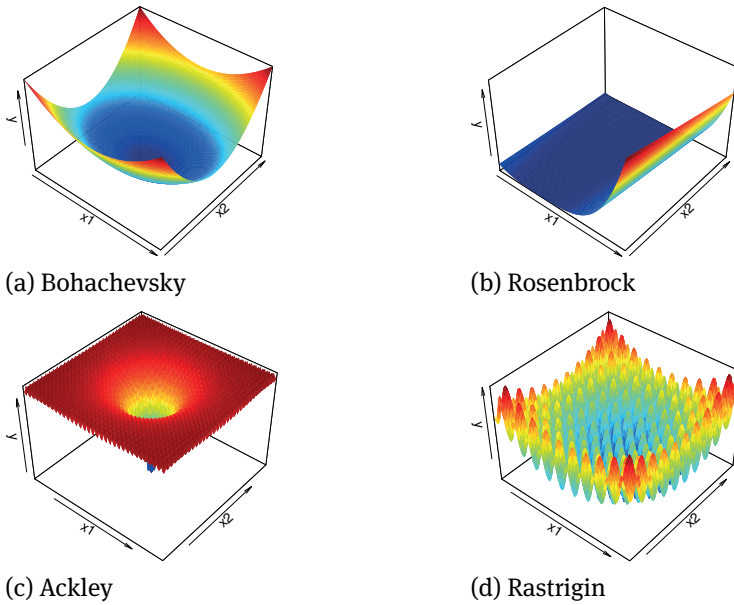 y
x1
x2
y
x1
x2
(a) Bohachevsky
(b) Rosenbrock
y
x1
x2
y
x1
x2
(c) Ackley
(d) Rastrigin